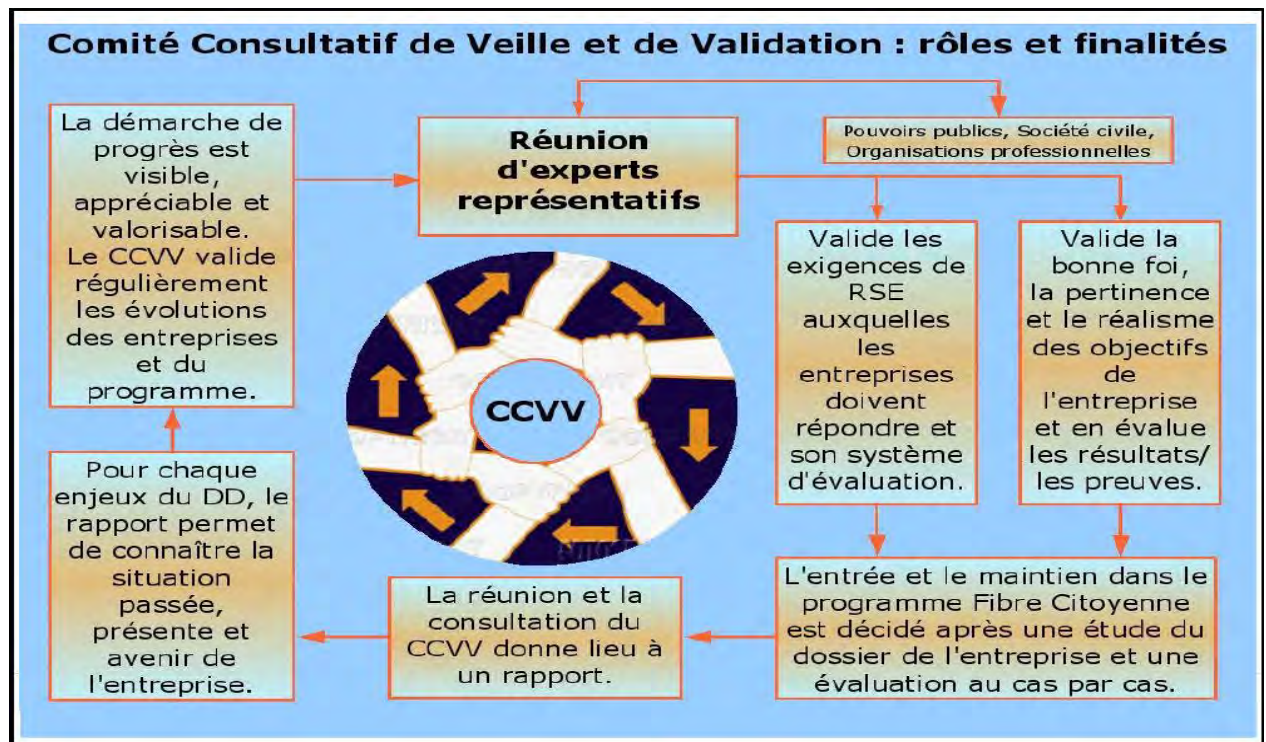 Comité Consultatif de Veille et de Validation : rôles et finalités
La démarche de
progrès est
visible,
appréciable et
valorisable.
Le CCVV valide
régulièrement
les évolutions
des entreprises
et du
programme.
Réunion
d'experts
représentatifs
Pouvoirs publics, Société civile,
Organisations professionnelles
Valide les
exigences de
RSE
auxquelles
les
entreprises
doivent
répondre et
son système
d'évaluation.
Valide la
bonne foi,
la pertinence
et le réalisme
des objectifs
de
l'entreprise
et en évalue
les résultats/
les preuves.
CCVV
L'entrée et le maintien dans le
programme Fibre Citoyenne
est décidé après une étude du
dossier de l'entreprise et une
évaluation au cas par cas.
La réunion et la
consultation du
CCVV donne lieu à
un rapport.
Pour chaque
enjeux du DD, le
rapport permet
de connaître la
situation
passée,
présente et
avenir de
l'entreprise.